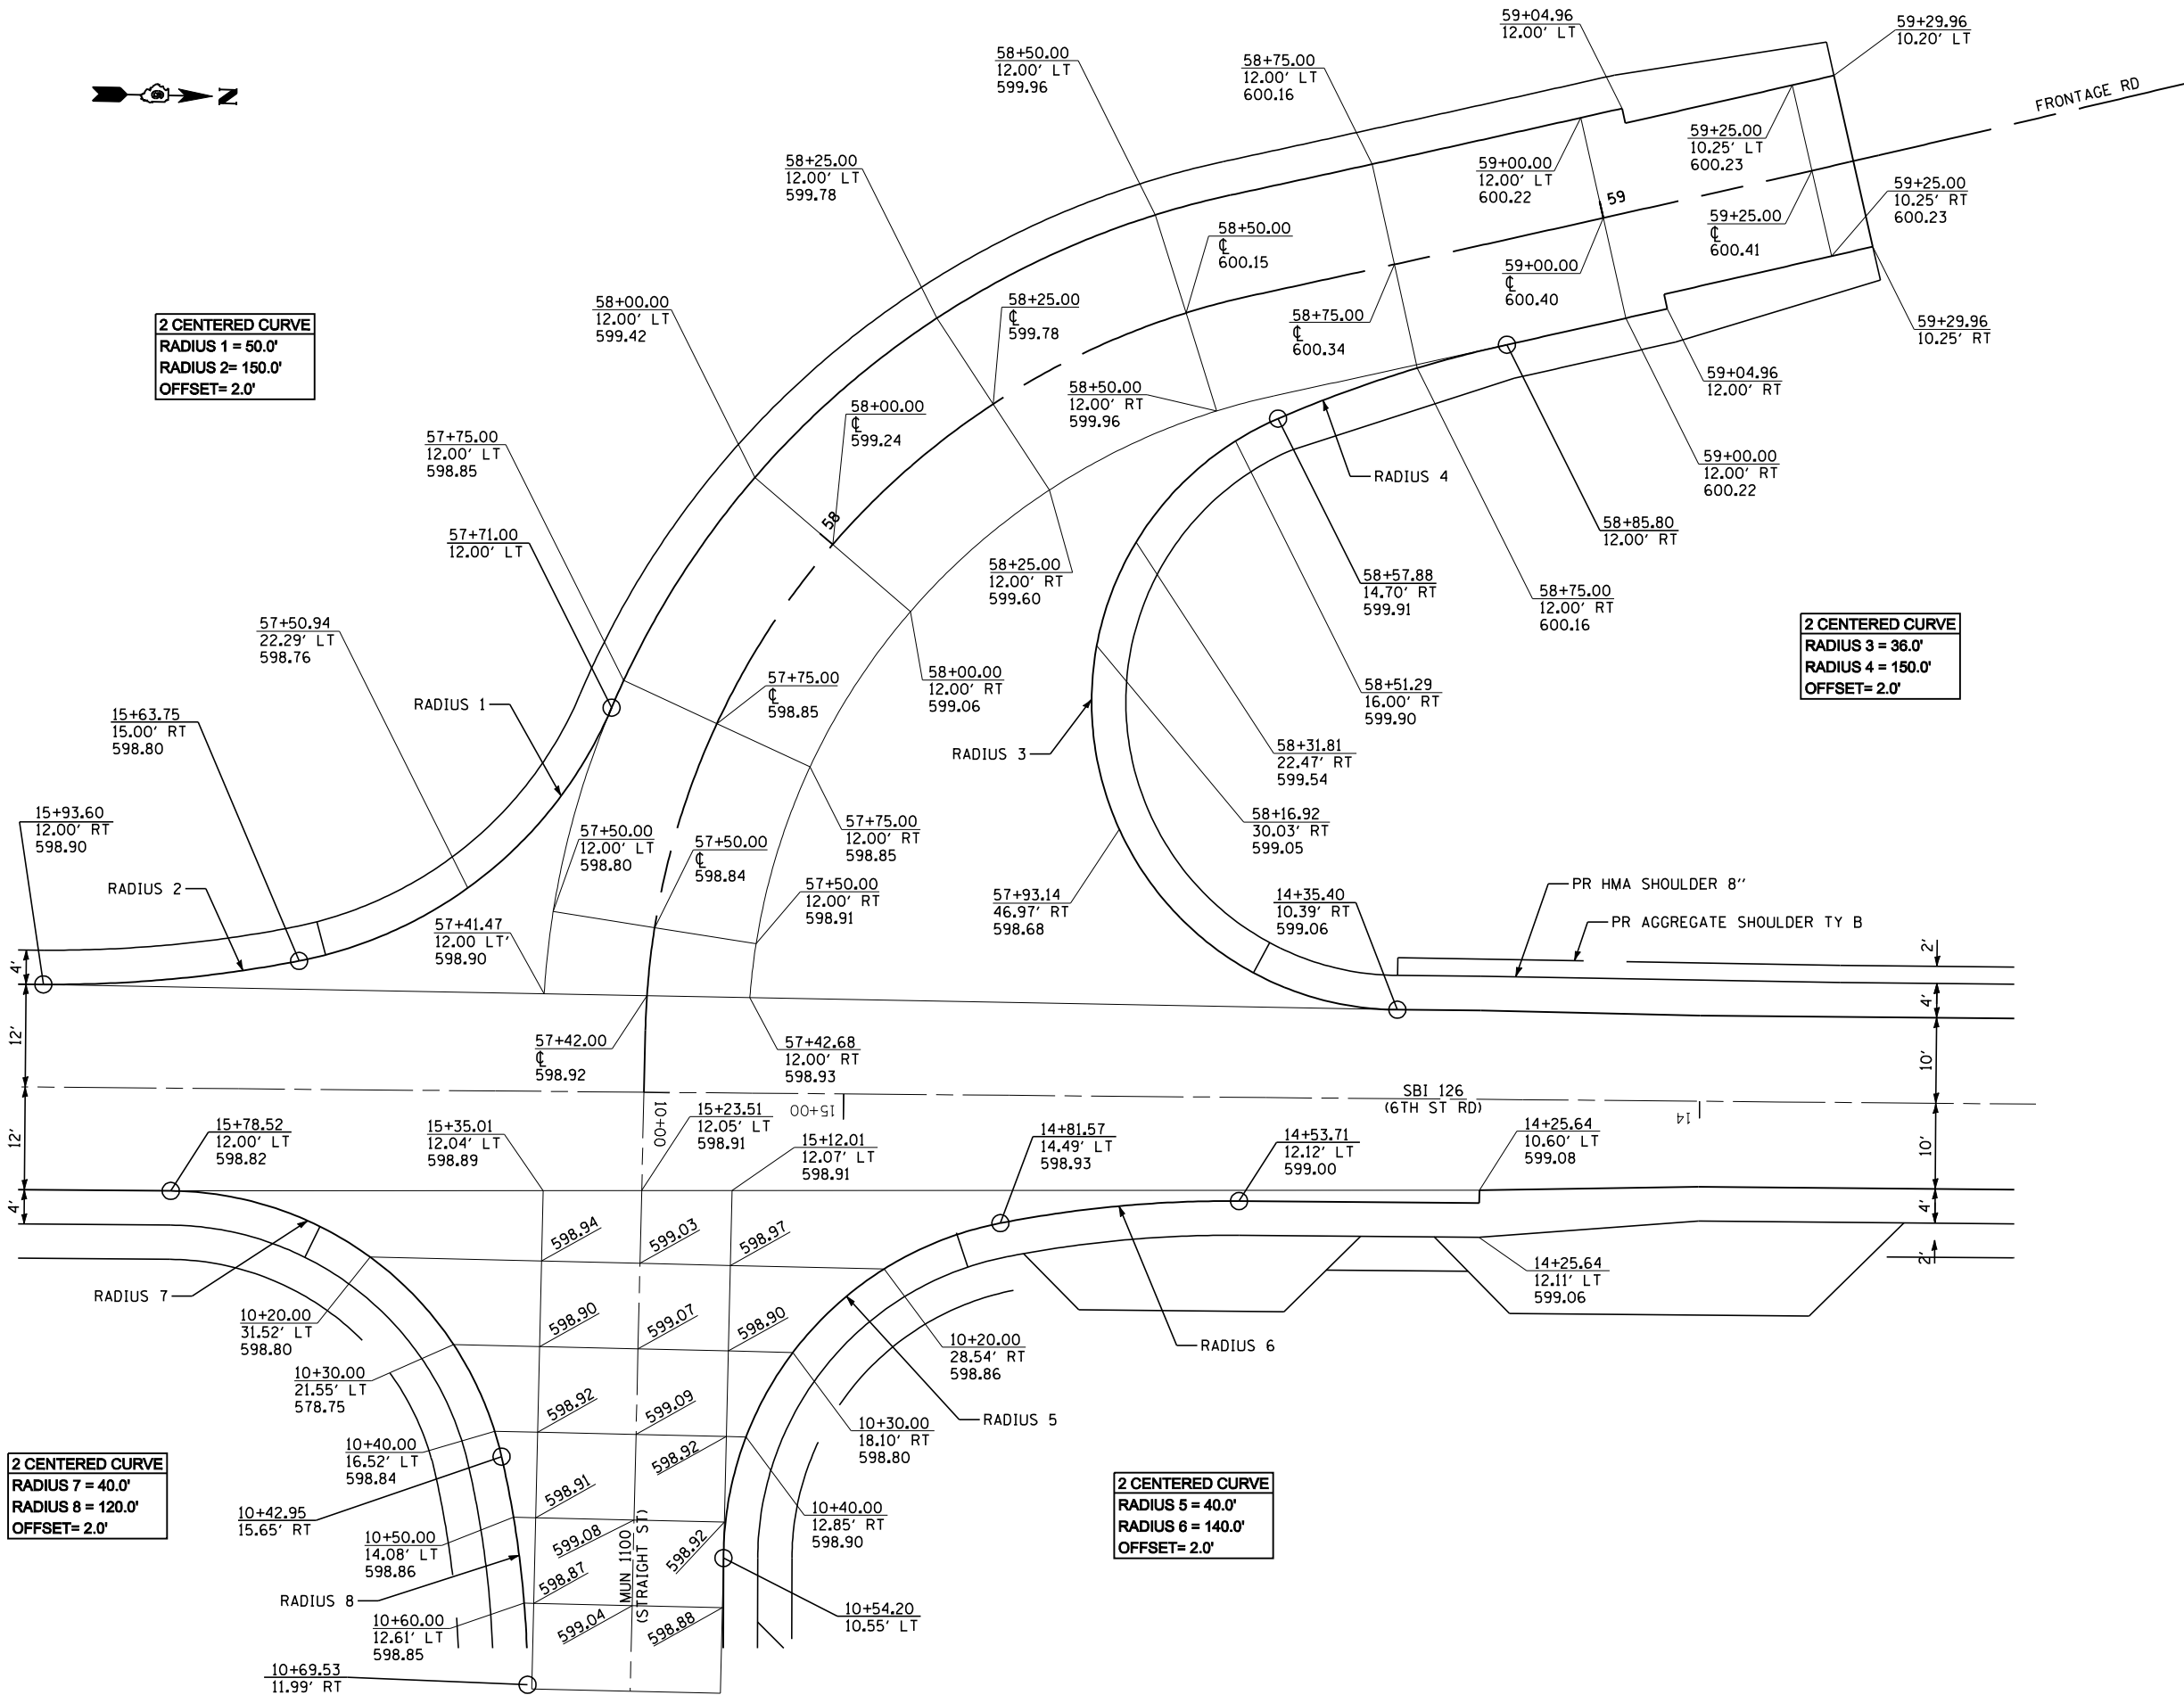 59+04.96
12.00' LT
59+29.96
10.20' LT
58+50.00
12.00' LT
599.96
58+75.00
12.00' LT
600.16
N
FRONTAGE RD
58+25.00
12.00' LT
599.78
59+00.00
12.00' LT
600.22
59+25.00
10.25' LT
600.23
59
59+25.00
10.25' RT
600.23
59+25.00
℄
600.41
58+50.00
℄
600.15
59+00.00
℄
600.40
58+00.00
12.00' LT
599.42
58+25.00
℄
599.78
58+75.00
℄
600.34
59+29.96
10.25' RT
2 CENTERED CURVE
RADIUS 1 = 50.0'
RADIUS 2= 150.0'
OFFSET= 2.0'
58+50.00
12.00' RT
599.96
59+04.96
12.00' RT
58+00.00
℄
599.24
57+75.00
12.00' LT
598.85
RADIUS 4
59+00.00
12.00' RT
600.22
58
57+71.00
12.00' LT
58+85.80
12.00' RT
58+25.00
12.00' RT
599.60
58+57.88
14.70' RT
599.91
58+75.00
12.00' RT
600.16
57+50.94
22.29' LT
598.76
2 CENTERED CURVE
RADIUS 3 = 36.0'
RADIUS 4 = 150.0'
OFFSET= 2.0'
58+00.00
12.00' RT
599.06
57+75.00
℄
598.85
58+51.29
16.00' RT
599.90
RADIUS 1
15+63.75
15.00' RT
598.80
RADIUS 3
58+31.81
22.47' RT
599.54
15+93.60
12.00' RT
598.90
58+16.92
30.03' RT
599.05
57+50.00
12.00' LT
598.80
57+50.00
℄
598.84
57+75.00
12.00' RT
598.85
RADIUS 2
57+50.00
12.00' RT
598.91
57+93.14
46.97' RT
598.68
14+35.40
10.39' RT
599.06
PR HMA SHOULDER 8"
PR AGGREGATE SHOULDER TY B
57+41.47
12.00 LT'
598.90
4'
2'
4'
12'
57+42.00
℄
598.92
57+42.68
12.00' RT
598.93
10'
SBI 126
(6TH ST RD)
15+00
14
10+00
12'
15+78.52
12.00' LT
598.82
15+35.01
12.04' LT
598.89
15+23.51
12.05' LT
598.91
15+12.01
12.07' LT
598.91
14+81.57
14.49' LT
598.93
14+53.71
12.12' LT
599.00
14+25.64
10.60' LT
599.08
10'
4'
4'
2'
598.94
599.03
598.97
14+25.64
12.11' LT
599.06
RADIUS 7
10+20.00
31.52' LT
598.80
598.90
599.07
598.90
10+20.00
28.54' RT
598.86
RADIUS 6
10+30.00
21.55' LT
578.75
598.92
599.09
598.92
10+30.00
18.10' RT
598.80
RADIUS 5
10+40.00
16.52' LT
598.84
2 CENTERED CURVE
RADIUS 7 = 40.0'
RADIUS 8 = 120.0'
OFFSET= 2.0'
2 CENTERED CURVE
RADIUS 5 = 40.0'
RADIUS 6 = 140.0'
OFFSET= 2.0'
10+42.95
15.65' RT
598.91
599.08
598.92
10+40.00
12.85' RT
598.90
10+50.00
14.08' LT
598.86
MUN 1100
(STRAIGHT ST)
RADIUS 8
598.87
599.04
598.88
10+54.20
10.55' LT
10+60.00
12.61' LT
598.85
10+69.53
11.99' RT